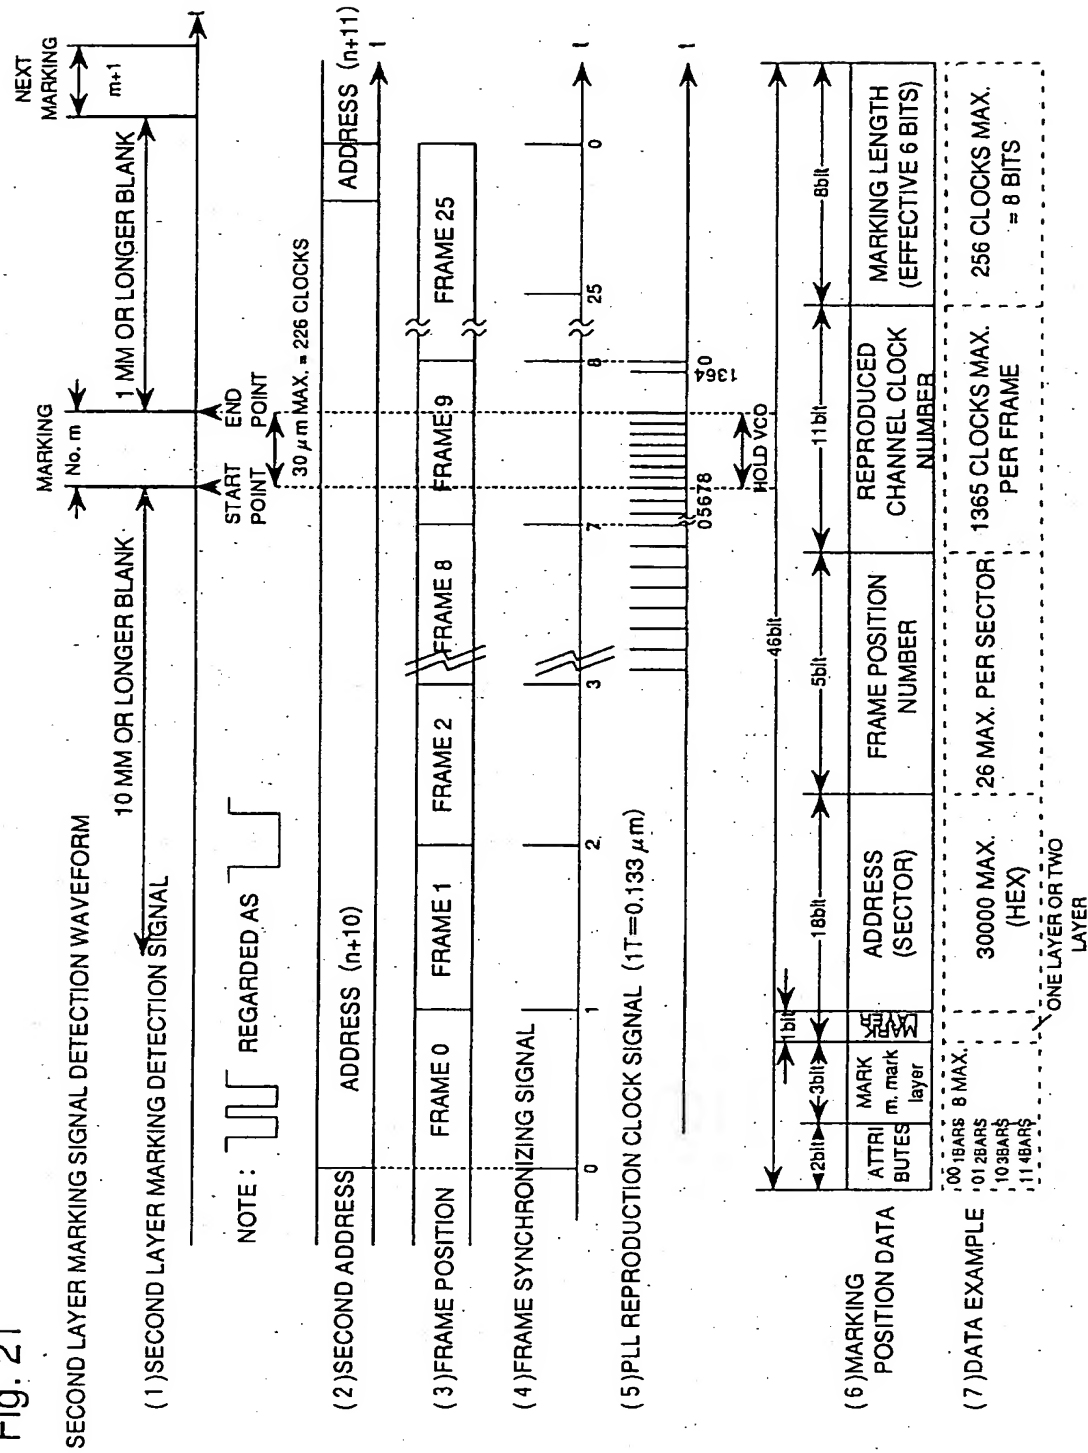 Fig. 21
SECOND LAYER MARKING SIGNAL DETECTION WAVEFORM
(1)SECOND LAYER MARKING DETECTION SIGNAL
10 MM OR LONGER BLANK
MARKING
No. m
1 MM OR LONGER BLANK
NEXT
MARKING
m+1
t
START
POINT
END
POINT
NOTE :
REGARDED AS
30 μm MAX. = 226 CLOCKS
(2)SECOND ADDRESS
ADDRESS (n+10)
ADDRESS (n+11)
t
(3)FRAME POSITION
FRAME 0
FRAME 1
FRAME 2
FRAME 8
FRAME 9
FRAME 25
(4)FRAME SYNCHRONIZING SIGNAL
0
1
2
3
7
8
25
0
t
(5)PLL REPRODUCTION CLOCK SIGNAL (1T=0.133 μm)
05678
1364
0
t
HOLD VCO
46bit
2bit
3bit
1bit
18bit
5bit
11bit
8bit
(6)MARKING
POSITION DATA
ATTRI
BUTES
MARK
m. mark
layer
MARK
LAYER
ADDRESS
(SECTOR)
FRAME POSITION
NUMBER
REPRODUCED
CHANNEL CLOCK
NUMBER
MARKING LENGTH
(EFFECTIVE 6 BITS)
(7)DATA EXAMPLE
00 1BARS
01 2BARS
10 3BARS
11 4BARS
8 MAX.
ONE LAYER OR TWO
LAYER
30000 MAX.
(HEX)
26 MAX. PER SECTOR
1365 CLOCKS MAX.
PER FRAME
256 CLOCKS MAX.
= 8 BITS